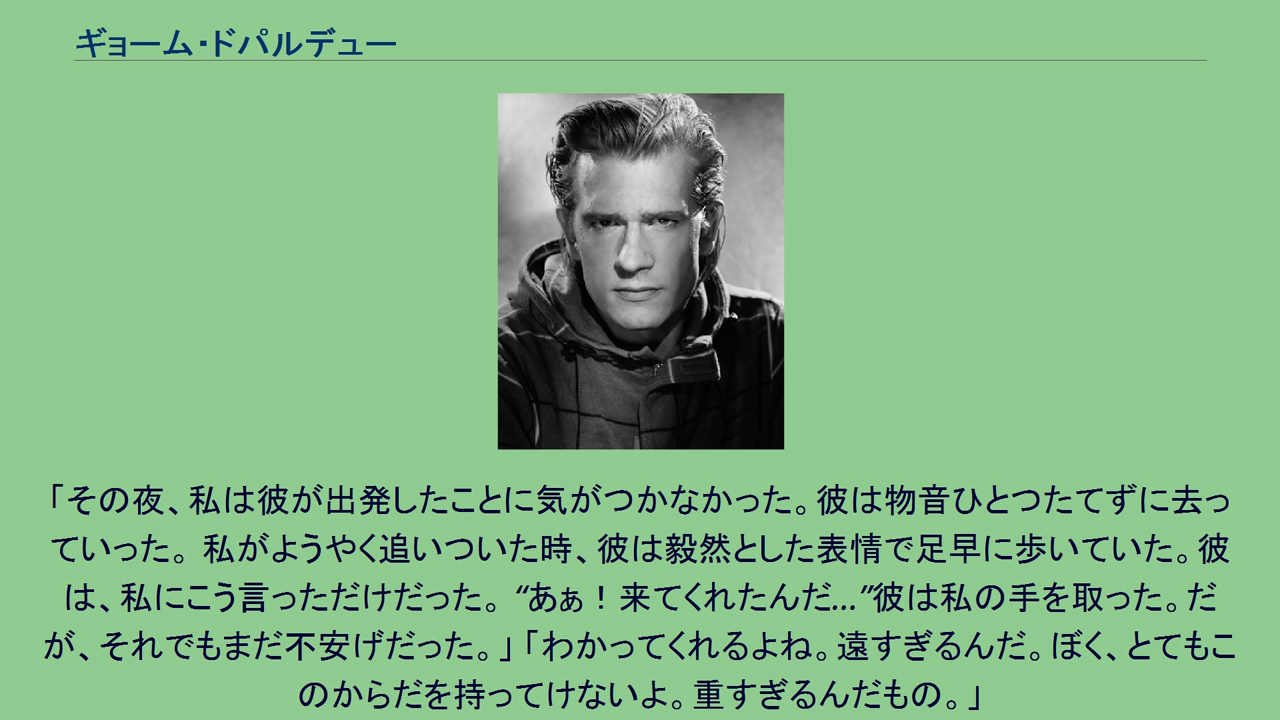 ギョーム・ドパルデュー
「その夜、私は彼が出発したことに気がつかなかった。彼は物音ひとつたてずに去っ
ていった。 私がようやく追いついた時、彼は毅然とした表情で足早に歩いていた。彼
は、私にこう言っただけだった。 “あぁ！来てくれたんだ…”彼は私の手を取った。だ
が、それでもまだ不安げだった。」 「わかってくれるよね。遠すぎるんだ。ぼく、とてもこ
のからだを持ってけないよ。重すぎるんだもの。」